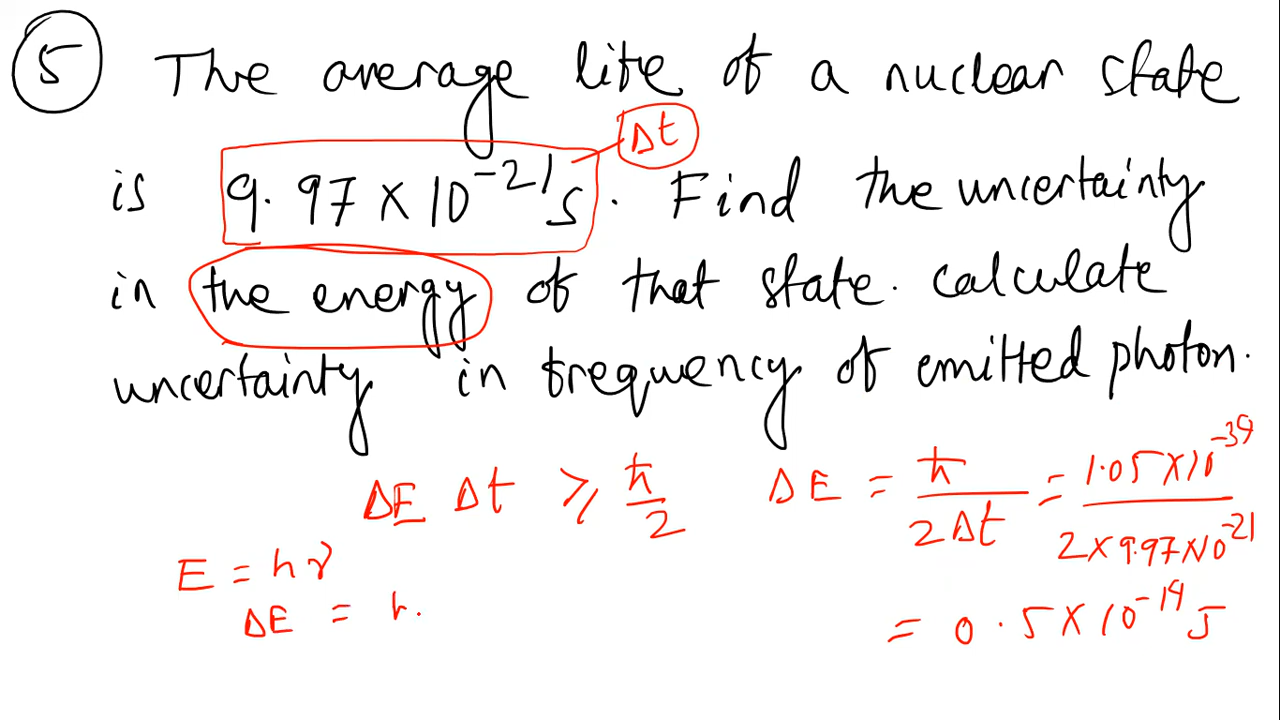 ⑤ The average life of a nuclear state
is 9.97 × 10⁻²¹ s. Find the uncertainty
Δt
in the energy of that state. calculate
uncertainty in frequency of emitted photon.
ΔE Δt ≥ ħ/2
ΔE = ħ/2Δt = 1.05×10⁻³⁴/2×9.97×10⁻²¹
= 0.5×10⁻¹⁴ J
E = hν
ΔE = h.